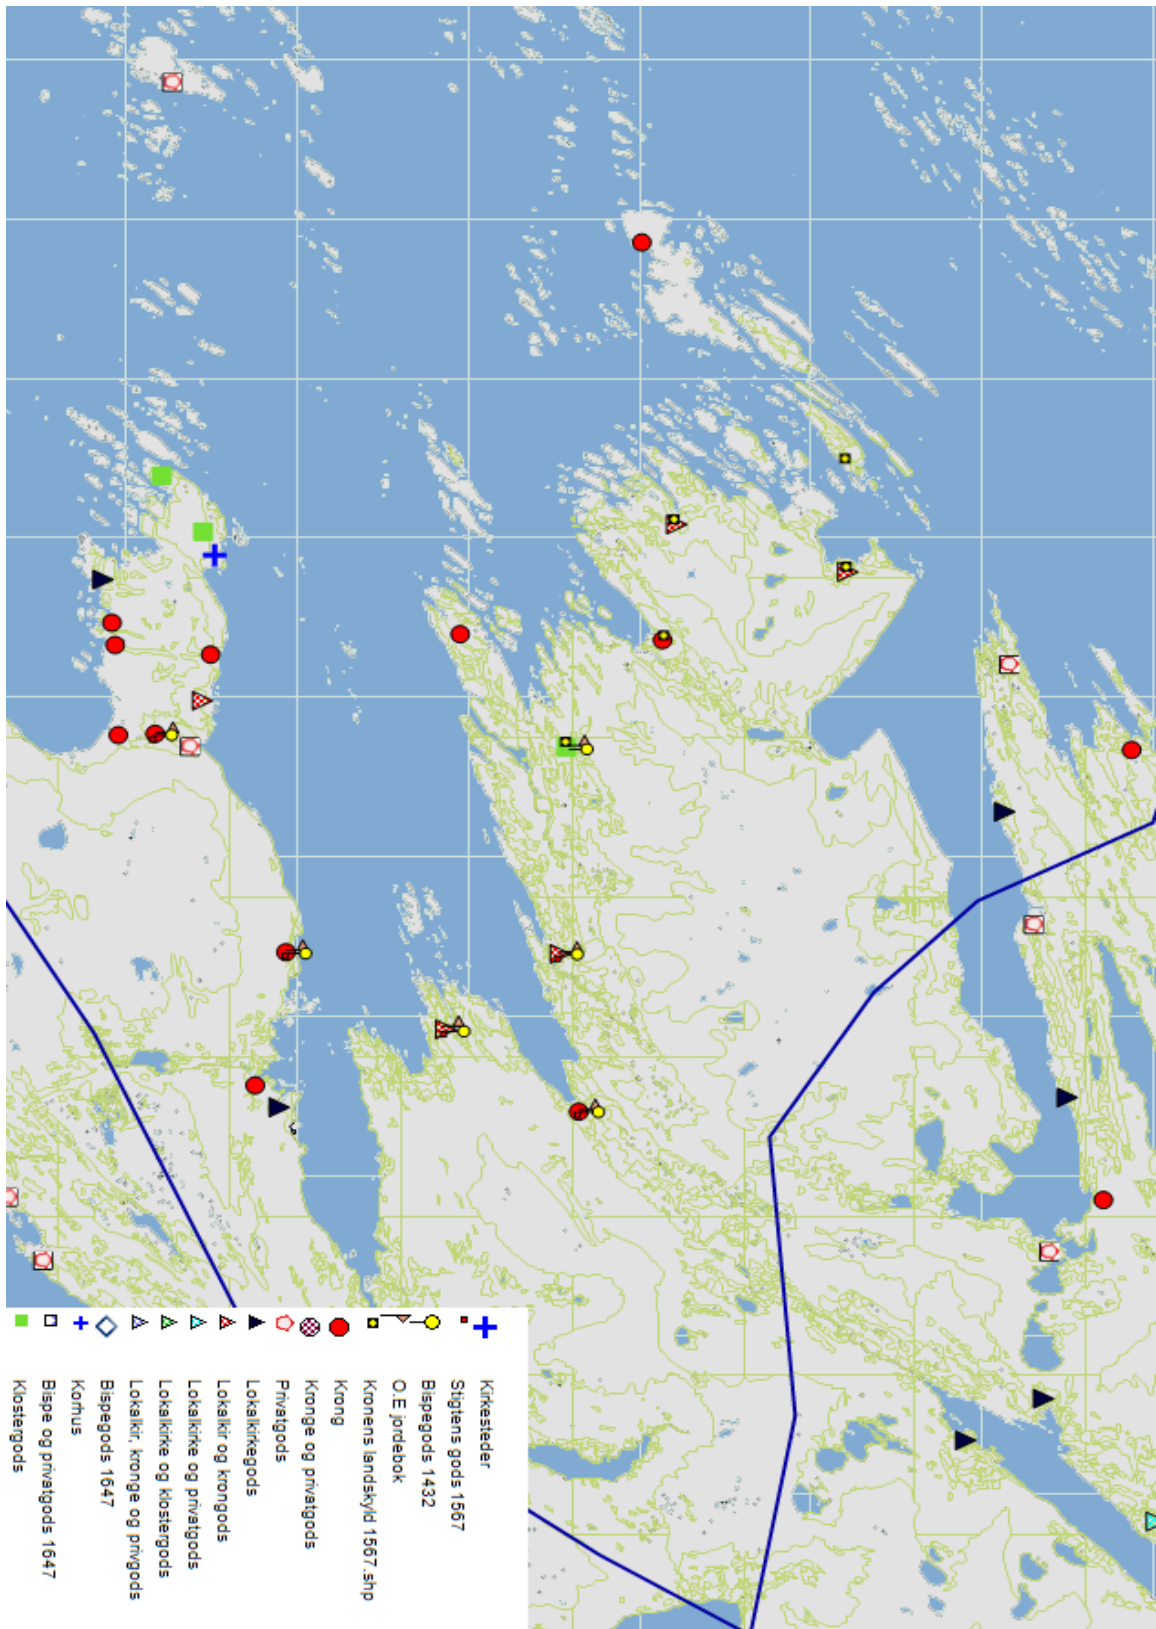 Kirkesteder
Stigtens gods 1567
Bispegods 1432
O.E jordebok
Kronens landskyld 1567.shp
Krong
Kronge og privatgods
Privatgods
Lokalkirkegods
Lokalkir og krongods
Lokalkirke og privatgods
Lokalkirke og klostergods
Lokalkir, kronge og privgods
Bispegods 1647
Korhus
Bispe og privatgods 1647
Klostergods